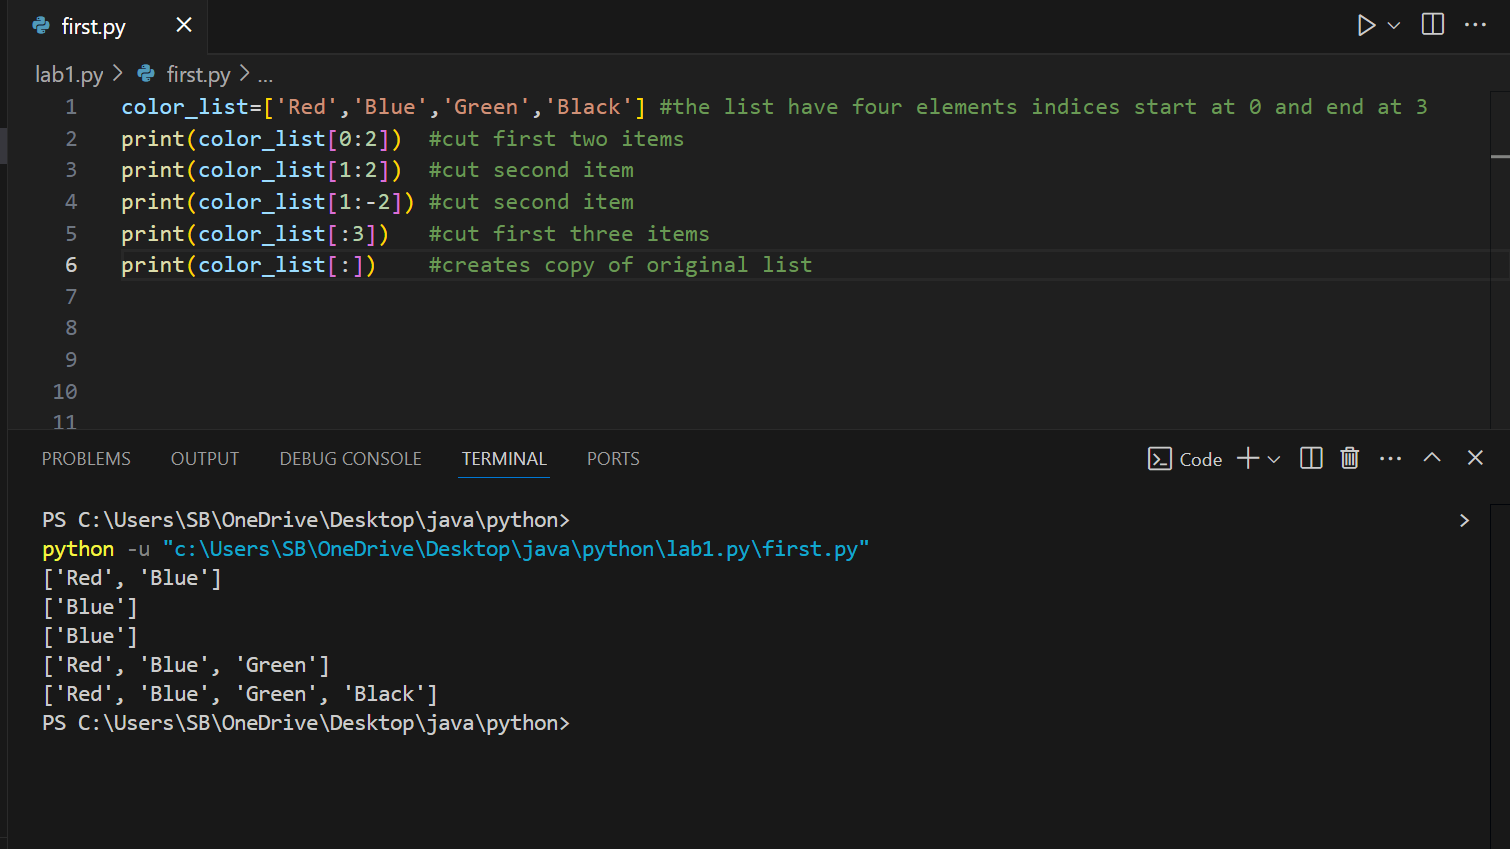 first.py
lab1.py > first.py > ...
1 color_list=['Red','Blue','Green','Black'] #the list have four elements indices start at 0 and end at 3
2 print(color_list[0:2])  #cut first two items
3 print(color_list[1:2])  #cut second item
4 print(color_list[1:-2]) #cut second item
5 print(color_list[:3])   #cut first three items
6 print(color_list[:])    #creates copy of original list
7
8
9
10
11
PROBLEMS OUTPUT DEBUG CONSOLE TERMINAL PORTS Code
PS C:\Users\SB\OneDrive\Desktop\java\python>
python -u "c:\Users\SB\OneDrive\Desktop\java\python\lab1.py\first.py"
['Red', 'Blue']
['Blue']
['Blue']
['Red', 'Blue', 'Green']
['Red', 'Blue', 'Green', 'Black']
PS C:\Users\SB\OneDrive\Desktop\java\python>